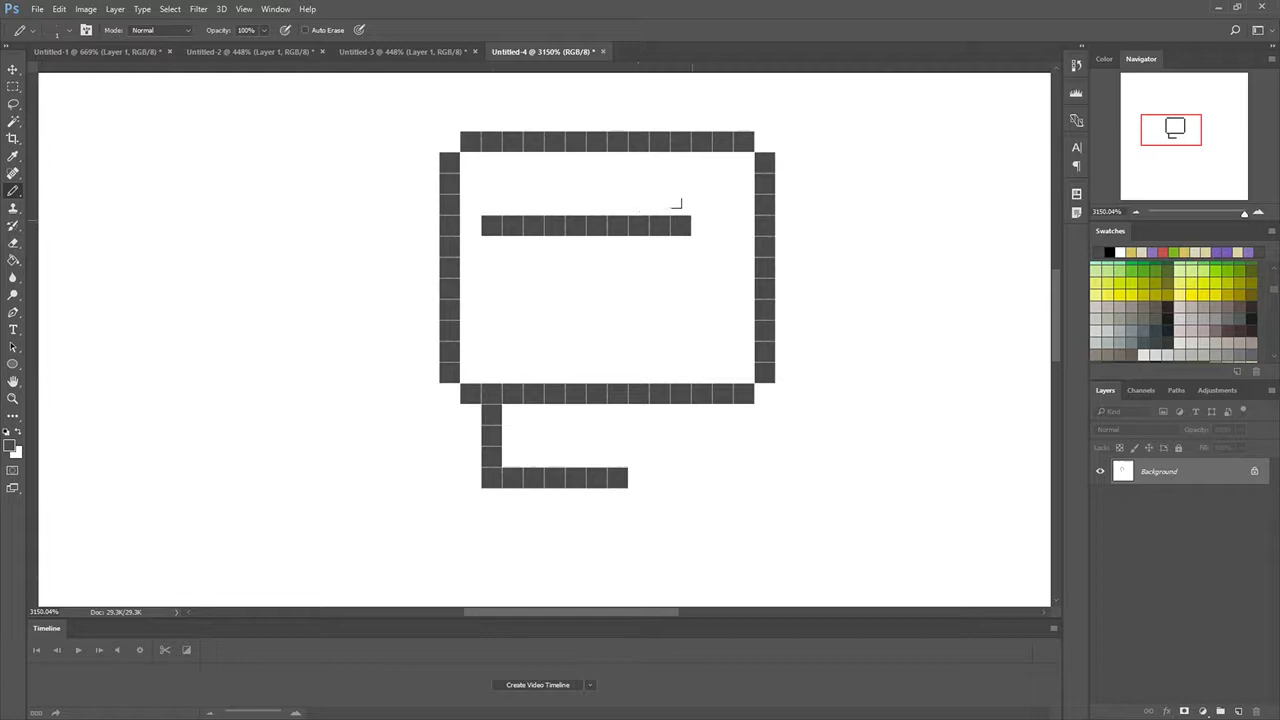 Ps File Edit Image Layer Type Select Filter 3D View Window Help
1 Mode: Normal Opacity: 100% Auto Erase
Untitled-1 @ 669% (Layer 1, RGB/8) * × Untitled-2 @ 448% (Layer 1, RGB/8) * × Untitled-3 @ 448% (Layer 1, RGB/8) * × Untitled-4 @ 3150% (RGB/8) * ×
Color Navigator
3150.04%
Swatches
Layers Channels Paths Adjustments
Kind
Normal Opacity:
Locks: Fill:
Background
3150.04% Doc: 29.3K/29.3K
Timeline
Create Video Timeline